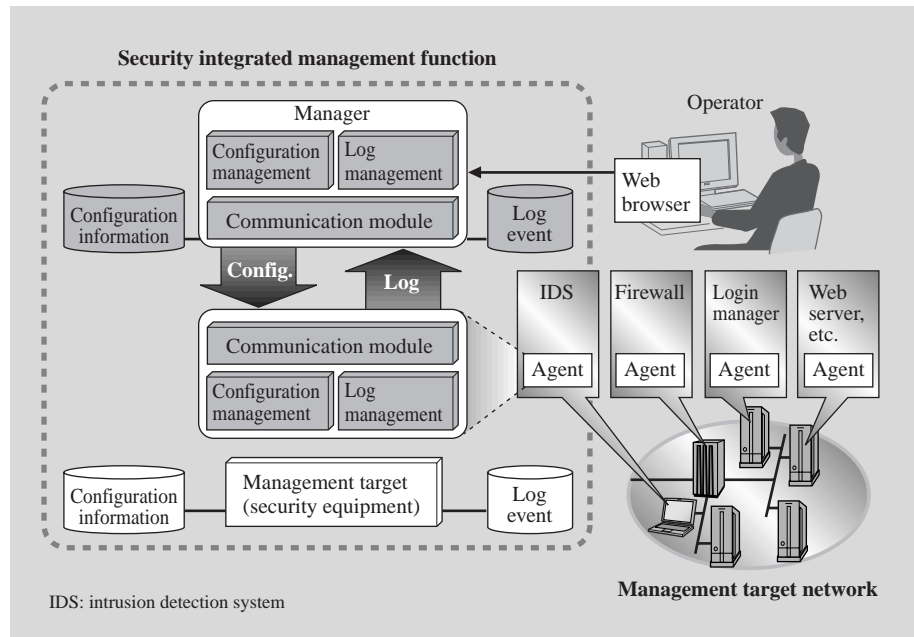 Security integrated management function
Manager
Configuration
management
Log
management
Communication module
Configuration
information
Log
event
Config.
Log
Communication module
Configuration
management
Log
management
Configuration
information
Management target
(security equipment)
Log
event
Operator
Web
browser
IDS
Agent
Firewall
Agent
Login
manager
Agent
Web
server,
etc.
Agent
Management target network
IDS: intrusion detection system